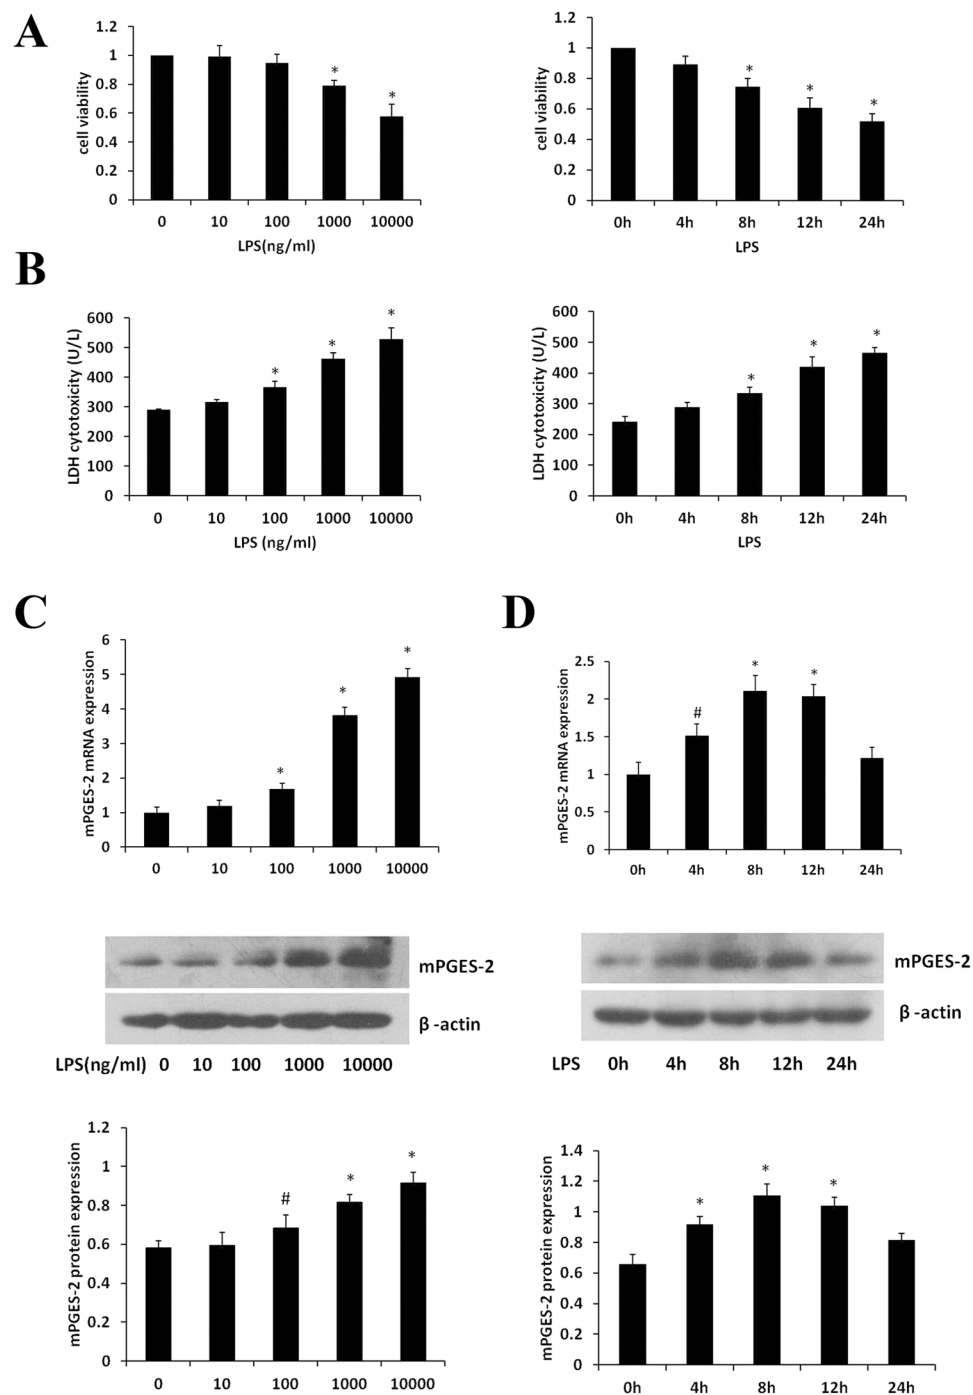 A
cell viability
1.2
1
0.8
0.6
0.4
0.2
0
*
*
0 10 100 1000 10000
LPS(ng/ml)
cell viability
1.2
1
0.8
0.6
0.4
0.2
0
*
*
*
0h 4h 8h 12h 24h
LPS
B
LDH cytotoxicity (U/L)
600
500
400
300
200
100
0
*
*
*
0 10 100 1000 10000
LPS (ng/ml)
LDH cytotoxicity (U/L)
600
500
400
300
200
100
0
*
*
*
0h 4h 8h 12h 24h
LPS
C
mPGES-2 mRNA expression
6
5
4
3
2
1
0
*
*
*
0 10 100 1000 10000
mPGES-2
β -actin
LPS(ng/ml) 0 10 100 1000 10000
mPGES-2 protein expression
1.2
1
0.8
0.6
0.4
0.2
0
#
*
*
0 10 100 1000 10000
D
mPGES-2 mRNA expression
2.5
2
1.5
1
0.5
0
#
*
*
0h 4h 8h 12h 24h
mPGES-2
β -actin
LPS 0h 4h 8h 12h 24h
mPGES-2 protein expression
1.4
1.2
1
0.8
0.6
0.4
0.2
0
*
*
*
0h 4h 8h 12h 24h